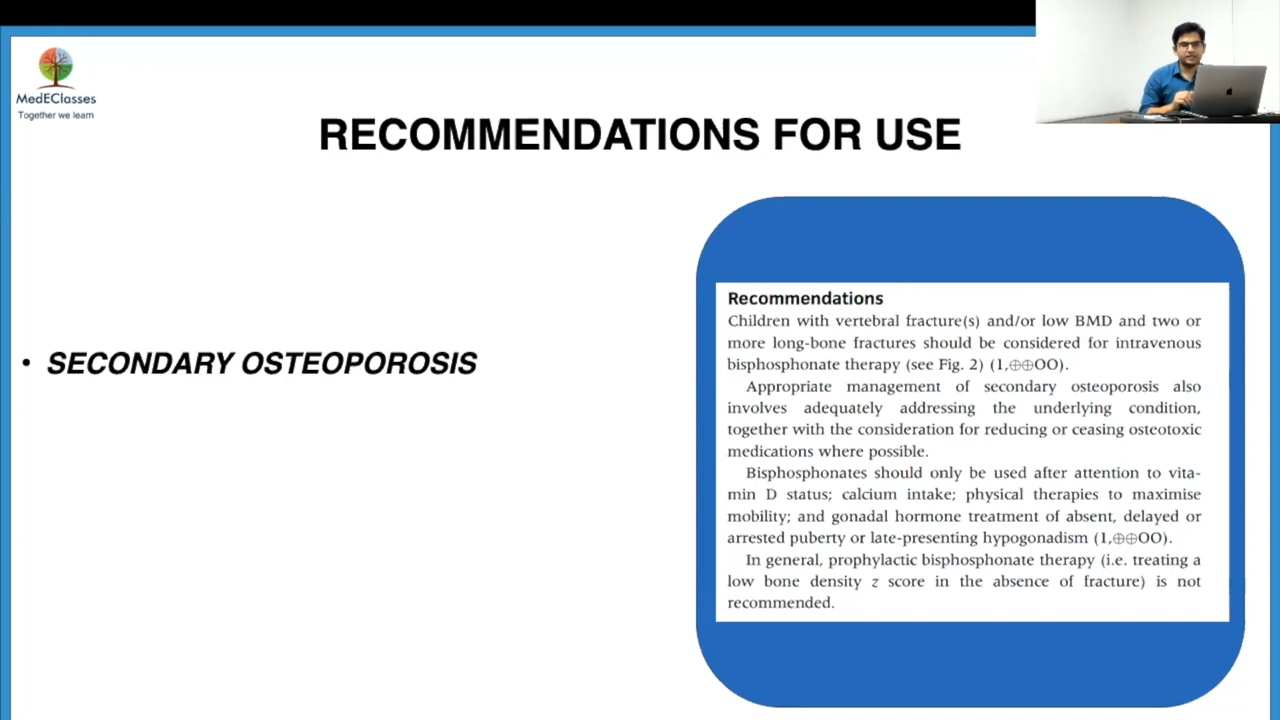 MedEClasses
Together we learn
RECOMMENDATIONS FOR USE
• SECONDARY OSTEOPOROSIS
Recommendations
Children with vertebral fracture(s) and/or low BMD and two or
more long-bone fractures should be considered for intravenous
bisphosphonate therapy (see Fig. 2) (1,⊕⊕OO).
Appropriate management of secondary osteoporosis also
involves adequately addressing the underlying condition,
together with the consideration for reducing or ceasing osteotoxic
medications where possible.
Bisphosphonates should only be used after attention to vita-
min D status; calcium intake; physical therapies to maximise
mobility; and gonadal hormone treatment of absent, delayed or
arrested puberty or late-presenting hypogonadism (1,⊕⊕OO).
In general, prophylactic bisphosphonate therapy (i.e. treating a
low bone density z score in the absence of fracture) is not
recommended.